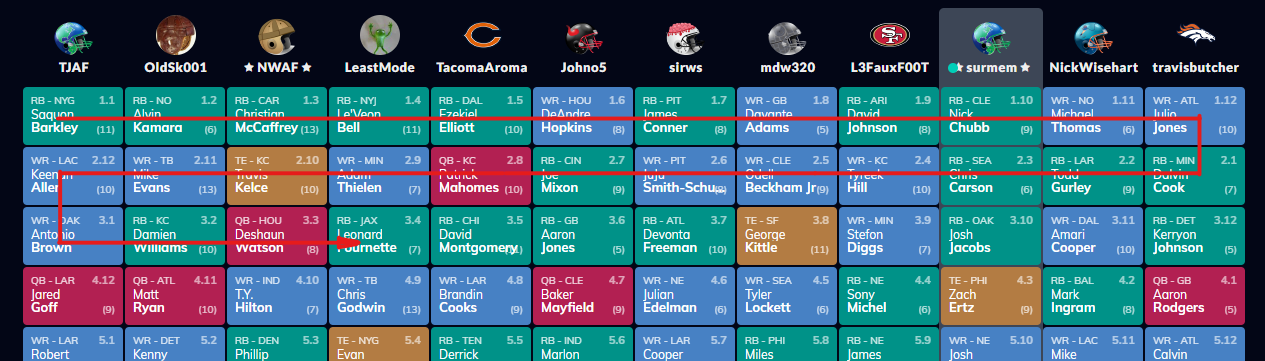 TJAF OldSk001 NWAF LeastMode TacomaAroma Johno5 sirws mdw320 L3FauxF00T surmem NickWisehart travisbutcher
RB - NYG 1.1 RB - NO 1.2 RB - CAR 1.3 RB - NYJ 1.4 RB - DAL 1.5 WR - HOU 1.6 RB - PIT 1.7 WR - GB 1.8 RB - ARI 1.9 RB - CLE 1.10 WR - NO 1.11 WR - ATL 1.12
Saquon Alvin Christian Le'Veon Ezekiel DeAndre James Davante David Nick Michael Julio
Barkley (11) Kamara (6) McCaffrey (13) Bell (11) Elliott (10) Hopkins (8) Conner (8) Adams (5) Johnson (8) Chubb (9) Thomas (6) Jones (10)
WR - LAC 2.12 WR - TB 2.11 TE - KC 2.10 WR - MIN 2.9 QB - KC 2.8 RB - CIN 2.7 WR - PIT 2.6 WR - CLE 2.5 WR - KC 2.4 RB - SEA 2.3 RB - LAR 2.2 RB - MIN 2.1
Keenan Mike Travis Adam Patrick Joe JuJu Odell Tyreek Chris Todd Dalvin
Allen (10) Evans (13) Kelce (10) Thielen (7) Mahomes (10) Mixon (9) Smith-Schu... Beckham Jr (9) Hill (10) Carson (6) Gurley (9) Cook (7)
WR - OAK 3.1 RB - KC 3.2 QB - HOU 3.3 RB - JAX 3.4 RB - CHI 3.5 RB - GB 3.6 RB - ATL 3.7 TE - SF 3.8 WR - MIN 3.9 RB - OAK 3.10 WR - DAL 3.11 RB - DET 3.12
Antonio Damien Deshaun Leonard David Aaron Devonta George Stefon Josh Amari Kerryon
Brown Williams (10) Watson (8) Fournette (7) Montgomery Jones (5) Freeman (10) Kittle (11) Diggs (7) Jacobs Cooper (10) Johnson (5)
QB - LAR 4.12 QB - ATL 4.11 WR - IND 4.10 WR - TB 4.9 WR - LAR 4.8 QB - CLE 4.7 WR - NE 4.6 WR - SEA 4.5 RB - NE 4.4 TE - PHI 4.3 RB - BAL 4.2 QB - GB 4.1
Jared Matt T.Y. Chris Brandin Baker Julian Tyler Sony Zach Mark Aaron
Goff (9) Ryan (10) Hilton (7) Godwin (13) Cooks (9) Mayfield (9) Edelman (6) Lockett (6) Michel (6) Ertz (9) Ingram (8) Rodgers (5)
WR - LAR 5.1 WR - DET 5.2 RB - DEN 5.3 TE - NYG 5.4 RB - TEN 5.5 RB - IND 5.6 WR - LAR 5.7 RB - PHI 5.8 RB - NE 5.9 WR - NE 5.10 WR - LAC 5.11 WR - ATL 5.12
Robert Kenny Phillip Evan Derrick Marlon Cooper Miles James Josh Mike Calvin